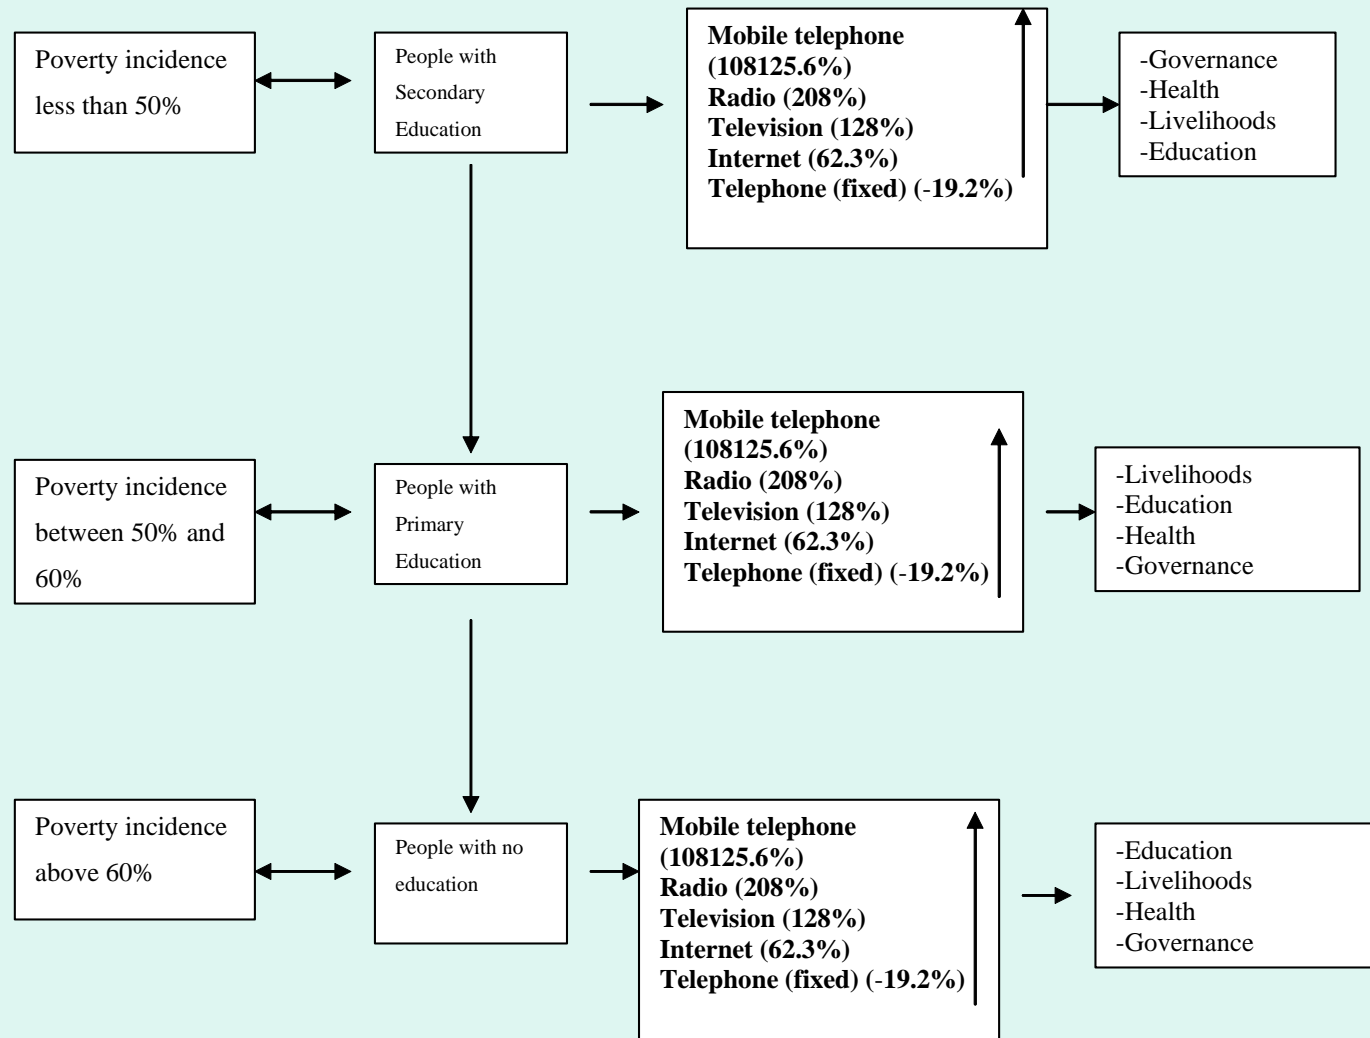 Poverty incidence
less than 50%
People with
Secondary
Education
Mobile telephone
(108125.6%)
Radio (208%)
Television (128%)
Internet (62.3%)
Telephone (fixed) (-19.2%)
-Governance
-Health
-Livelihoods
-Education
Poverty incidence
between 50% and
60%
People with
Primary
Education
Mobile telephone
(108125.6%)
Radio (208%)
Television (128%)
Internet (62.3%)
Telephone (fixed) (-19.2%)
-Livelihoods
-Education
-Health
-Governance
Poverty incidence
above 60%
People with no
education
Mobile telephone
(108125.6%)
Radio (208%)
Television (128%)
Internet (62.3%)
Telephone (fixed) (-19.2%)
-Education
-Livelihoods
-Health
-Governance